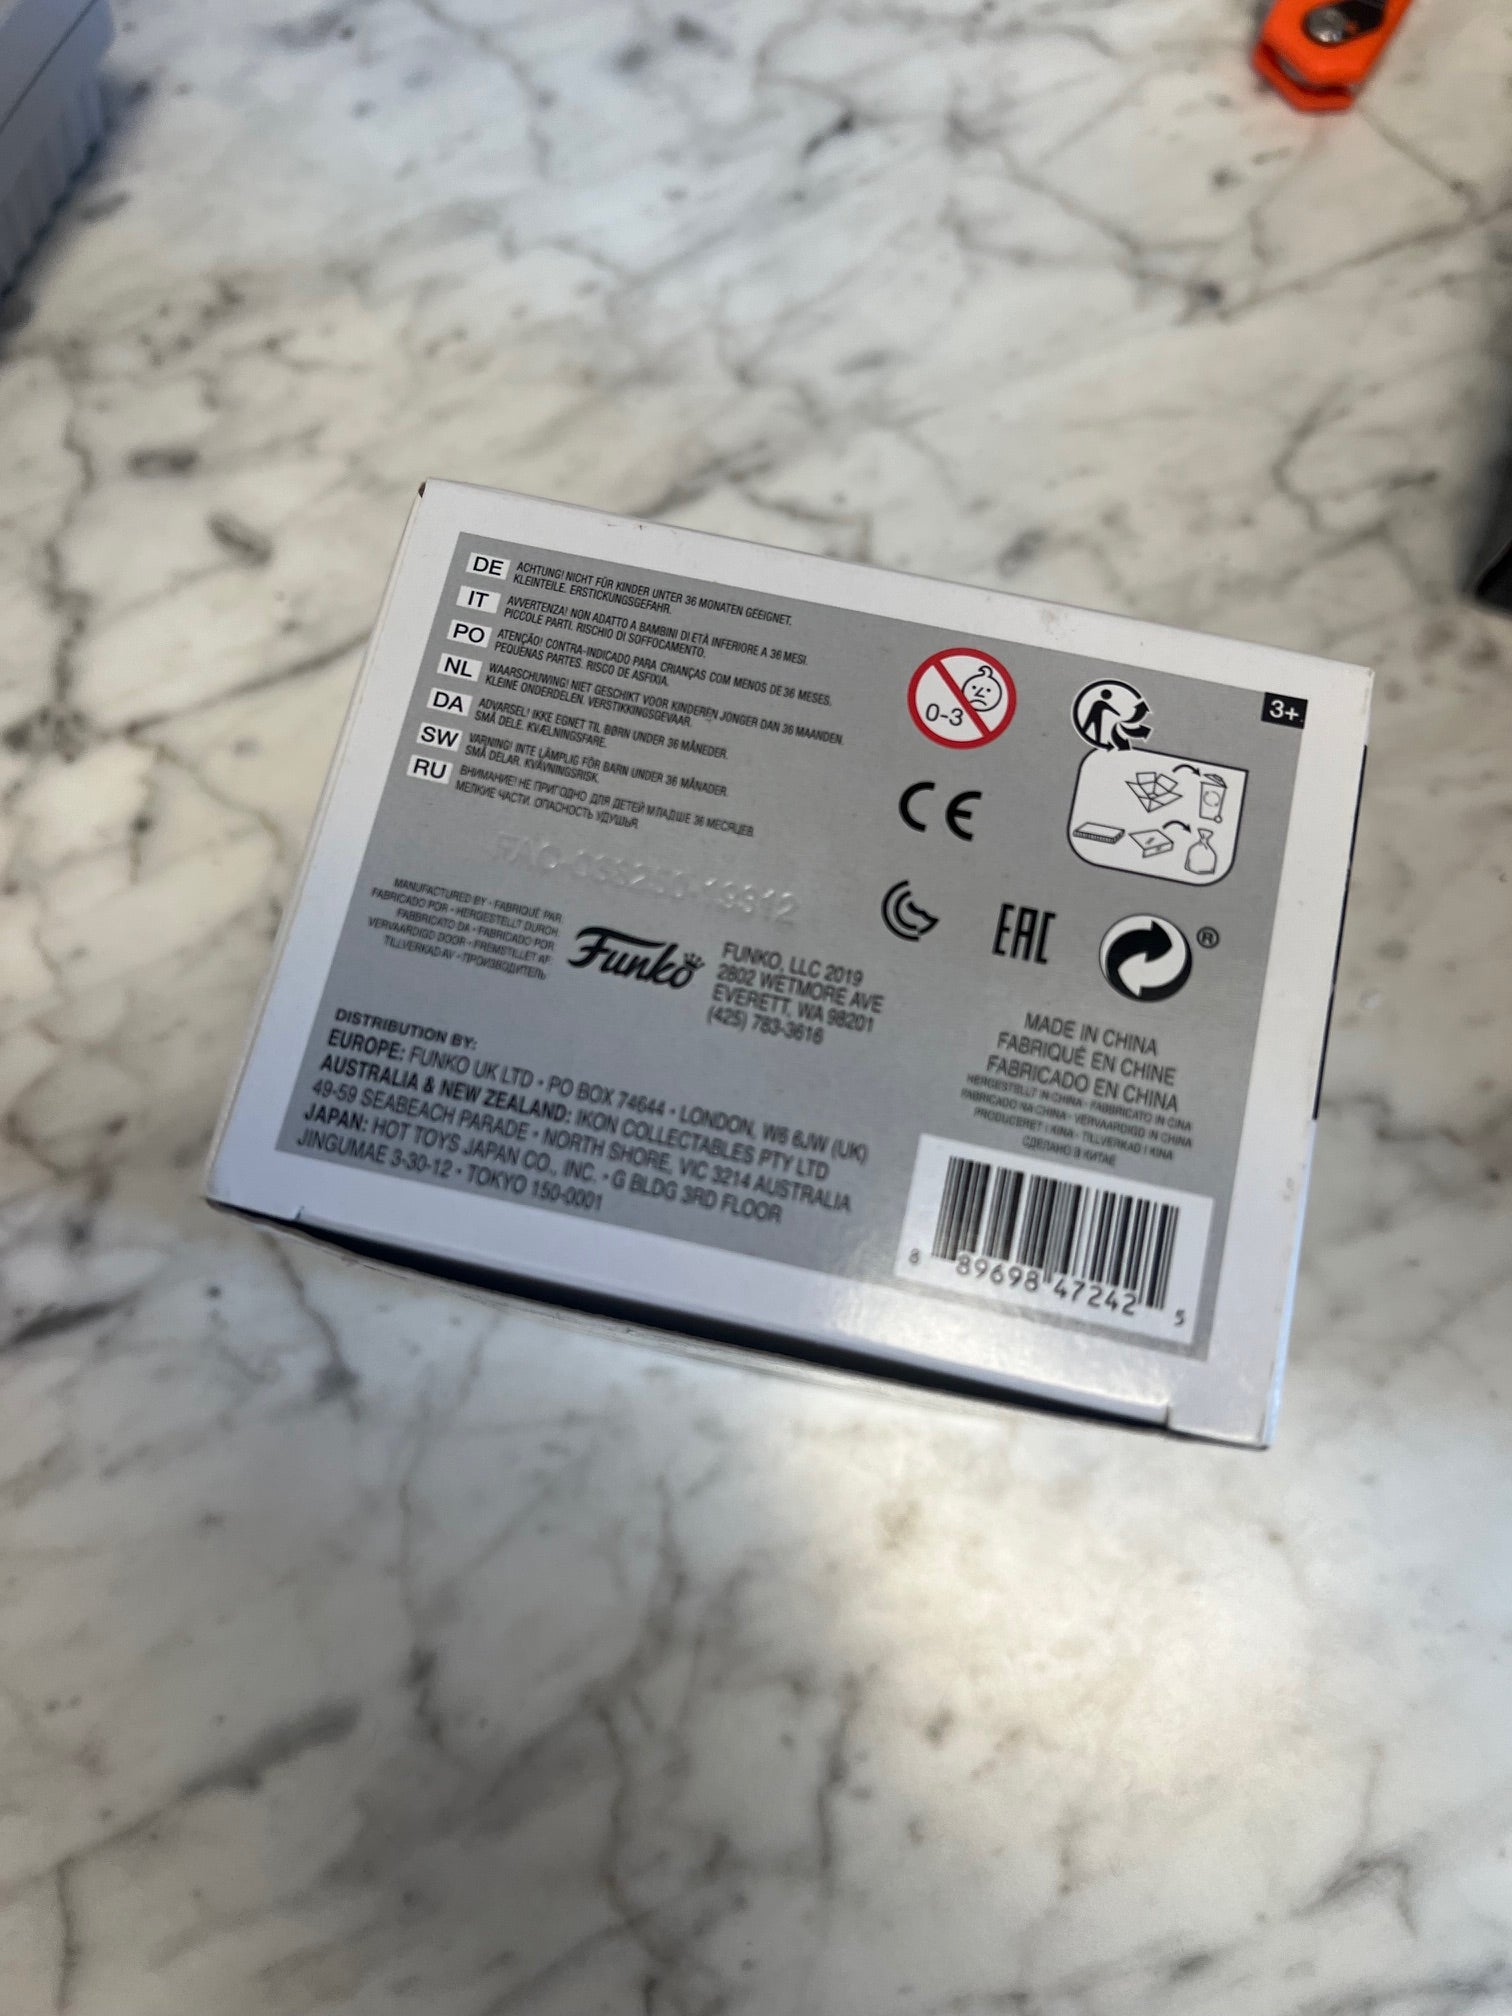 DE ACHTUNG! NICHT FÜR KINDER UNTER 36 MONATEN GEEIGNET.
KLEINTEILE. ERSTICKUNGSGEFAHR.
IT AVVERTENZA! NON ADATTO A BAMBINI DI ETÀ INFERIORE A 36 MESI.
PICCOLE PARTI. RISCHIO DI SOFFOCAMENTO.
PO ATENÇÃO! CONTRA-INDICADO PARA CRIANÇAS COM MENOS DE 36 MESES.
PEQUENAS PARTES. RISCO DE ASFIXIA.
NL WAARSCHUWING! NIET GESCHIKT VOOR KINDEREN JONGER DAN 36 MAANDEN.
KLEINE ONDERDELEN. VERSTIKKINGSGEVAAR.
DA ADVARSEL! IKKE EGNET TIL BØRN UNDER 36 MÅNEDER.
SMÅ DELE. KVÆLNINGSFARE.
SW VARNING! INTE LÄMPLIG FÖR BARN UNDER 36 MÅNADER.
SMÅ DELAR. KVÄVNINGSRISK.
RU ВНИМАНИЕ! НЕ ПРИГОДНО ДЛЯ ДЕТЕЙ МЛАДШЕ 36 МЕСЯЦЕВ.
МЕЛКИЕ ЧАСТИ. ОПАСНОСТЬ УДУШЬЯ.
0-3
3+
CE
EAC
®
MANUFACTURED BY • FABRIQUÉ PAR
FABRICADO POR • HERGESTELLT DURCH
FABBRICATO DA • FABRICADO POR
VERVAARDIGD DOOR • FREMSTILLET AF
TILLVERKAD AV • ПРОИЗВОДИТЕЛЬ
Funko
FUNKO, LLC 2019
2802 WETMORE AVE
EVERETT, WA 98201
(425) 783-3616
DISTRIBUTION BY:
EUROPE: FUNKO UK LTD • PO BOX 74644 • LONDON, W6 6JW (UK)
AUSTRALIA & NEW ZEALAND: IKON COLLECTABLES PTY LTD
49-59 SEABEACH PARADE • NORTH SHORE, VIC 3214 AUSTRALIA
JAPAN: HOT TOYS JAPAN CO., INC. • G BLDG 3RD FLOOR
JINGUMAE 3-30-12 • TOKYO 150-0001
MADE IN CHINA
FABRIQUÉ EN CHINE
FABRICADO EN CHINA
HERGESTELLT IN CHINA • FABBRICATO IN CINA
FABRICADO NA CHINA • VERVAARDIGD IN CHINA
PRODUCERET I KINA • TILLVERKAD I KINA
СДЕЛАНО В КИТАЕ
8 89698 47242 5